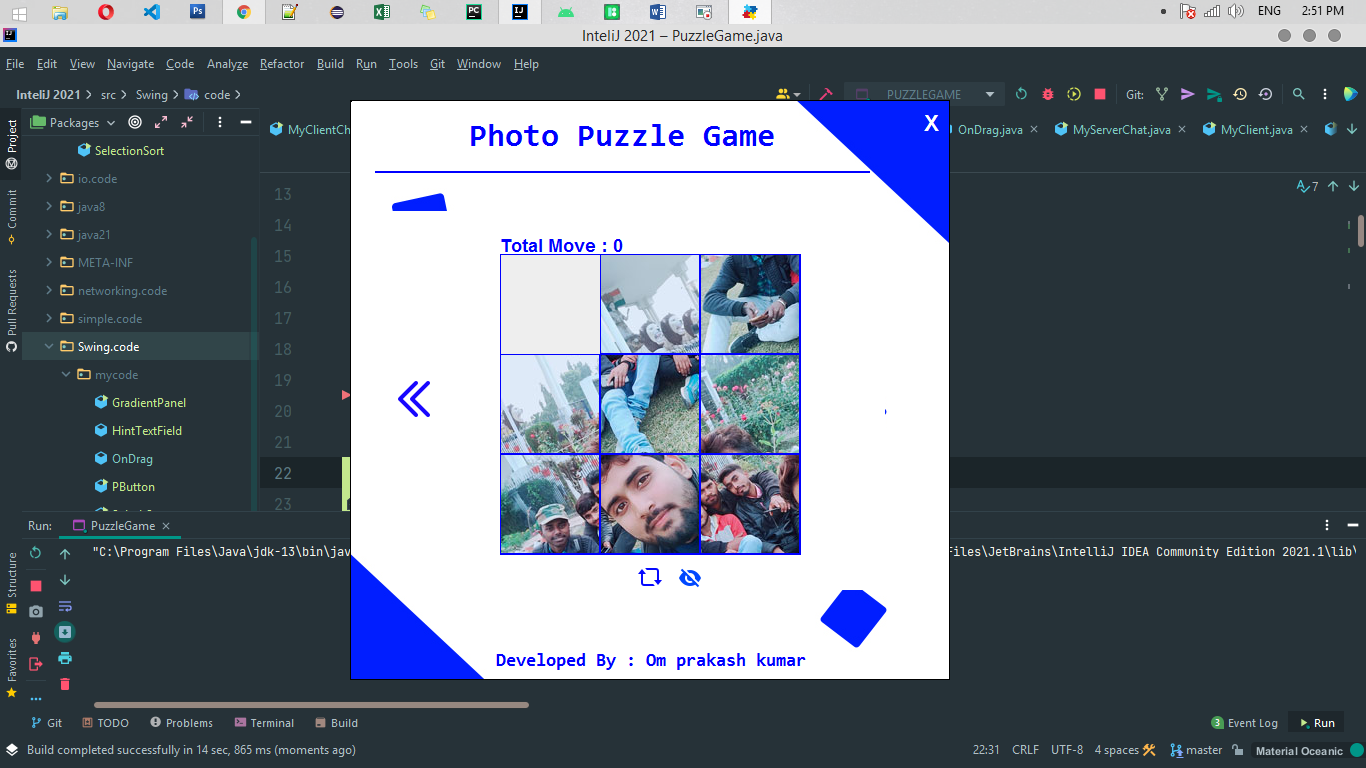 ENG 2:51 PM
InteliJ 2021 – PuzzleGame.java
File Edit View Navigate Code Analyze Refactor Build Run Tools Git Window Help
InteliJ 2021 src Swing code
PUZZLEGAME Git:
Packages
MyClientCh
OnDrag.java MyServerChat.java MyClient.java
Project
Commit
Pull Requests
Structure
Favorites
SelectionSort
io.code
java8
java21
META-INF
networking.code
simple.code
Swing.code
mycode
GradientPanel
HintTextField
OnDrag
PButton
13
14
15
16
17
18
19
20
21
22
23
7
Photo Puzzle Game
X
Total Move : 0
Developed By : Om prakash kumar
Run: PuzzleGame
"C:\Program Files\Java\jdk-13\bin\jav
Files\JetBrains\IntelliJ IDEA Community Edition 2021.1\lib\
Git TODO Problems Terminal Build
3 Event Log Run
Build completed successfully in 14 sec, 865 ms (moments ago)
22:31 CRLF UTF-8 4 spaces master Material Oceanic